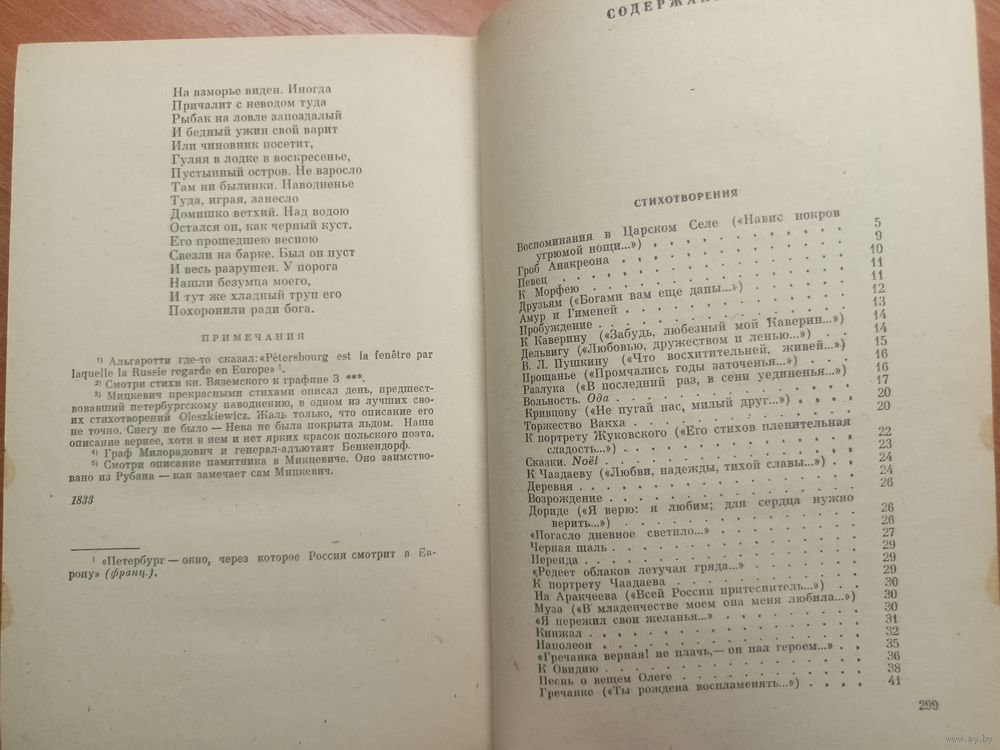 На взморье виден. Иногда
Причалит с неводом туда
Рыбак на ловле запоздалый
И бедный ужин свой варит
Или чиновник посетит,
Гуляя в лодке в воскресенье,
Пустынный остров. Не взросло
Там ни былинки. Наводненье
Туда, играя, занесло
Домишко ветхий. Над водою
Остался он, как черный куст.
Его прошедшею весною
Свезли на барке. Был он пуст
И весь разрушен. У порога
Нашли безумца моего,
И тут же хладный труп его
Похоронили ради бога.
ПРИМЕЧАНИЯ
1) Альгаротти где-то сказал: «Pétersbourg est la fenêtre par
laquelle la Russie regarde en Europe» 1.
2) Смотри стихи кн. Вяземского к графине З ***.
3) Мицкевич прекрасными стихами описал день, предшест-
вовавший петербургскому наводнению, в одном из лучших сво-
их стихотворений Oleszkiewicz. Жаль только, что описание его
не точно. Снегу не было — Нева не была покрыта льдом. Наше
описание вернее, хотя в нем и нет ярких красок польского поэта.
4) Граф Милорадович и генерал-адъютант Бенкендорф.
5) Смотри описание памятника в Мицкевиче. Оно заимство-
вано из Рубана — как замечает сам Мицкевич.
1833
1 «Петербург — окно, через которое Россия смотрит в Ев-
ропу» (франц.).
СОДЕРЖАН
СТИХОТВОРЕНИЯ
Воспоминания в Царском Селе («Навис покров
угрюмой нощи...») 5
Гроб Анакреона 9
Певец 10
К Морфею 11
Друзьям («Богами вам еще даны...») 11
Амур и Гименей 12
Пробуждение 13
К Каверину («Забудь, любезный мой Каверин...») 14
Дельвигу («Любовью, дружеством и ленью...») 14
В. Л. Пушкину («Что восхитительней, живей...») 15
Прощанье («Промчались годы заточенья...») 16
Разлука («В последний раз, в сени уединенья...») 16
Вольность. Ода 17
Кривцову («Не пугай нас, милый друг...») 20
Торжество Вакха 20
К портрету Жуковского («Его стихов пленительная
сладость...») 22
Сказки. Noël 23
К Чаадаеву («Любви, надежды, тихой славы...») 24
Деревня 24
Возрождение 26
Дориде («Я верю: я любим; для сердца нужно
верить...») 26
«Погасло дневное светило...» 26
Черная шаль 27
Нереида 29
«Редеет облаков летучая гряда...» 29
К портрету Чаадаева 29
На Аракчеева («Всей России притеснитель...») 30
Муза («В младенчестве моем она меня любила...») 30
«Я пережил свои желанья...» 30
Кинжал 31
Наполеон 32
«Гречанка верная! не плачь,— он пал героем...» 35
К Овидию 36
Песнь о вещем Олеге 38
Гречанке («Ты рождена воспламенять...») 41
299
www.ay.by